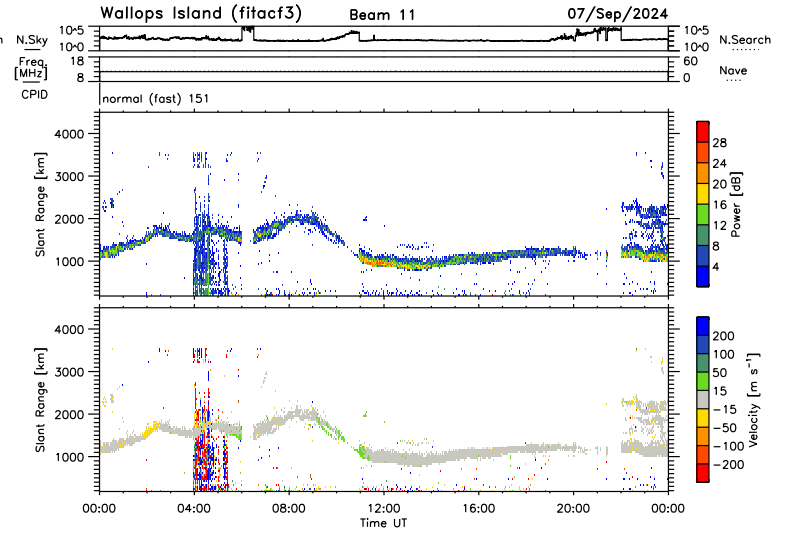 Wallops Island (fitacf3) Beam 11 07/Sep/2024
N.Sky 10^5 10^0 10^5 10^0 N.Search
Freq. [MHz] 18 8 60 0 Nave
CPID normal (fast) 151
Slant Range [km]
4000
3000
2000
1000
28
24
20
16
12
8
4
Power [dB]
Slant Range [km]
4000
3000
2000
1000
200
100
50
15
-15
-50
-100
-200
Velocity [m s⁻¹]
00:00 04:00 08:00 12:00 16:00 20:00 00:00
Time UT